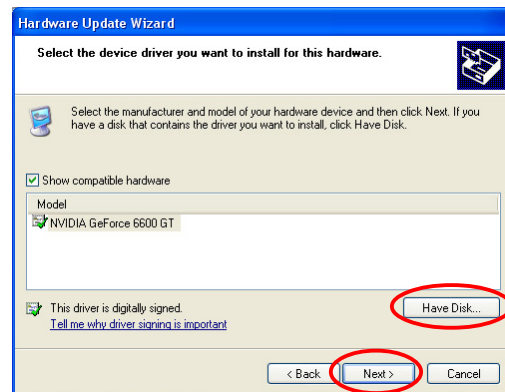 Hardware Update Wizard
Select the device driver you want to install for this hardware.
Select the manufacturer and model of your hardware device and then click Next. If you
have a disk that contains the driver you want to install, click Have Disk.
Show compatible hardware
Model
NVIDIA GeForce 6600 GT
This driver is digitally signed.
Tell me why driver signing is important
Have Disk...
< Back Next > Cancel